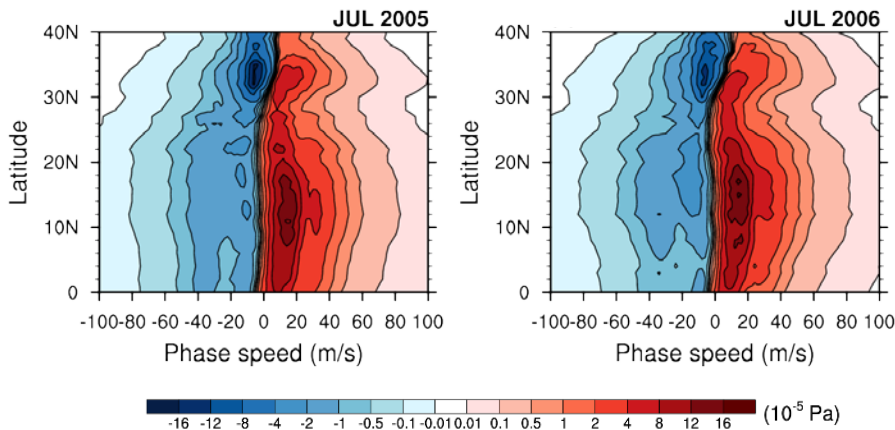 JUL 2005
40N
30N
20N
10N
0
Latitude
-100-80 -60 -40 -20 0 20 40 60 80 100
Phase speed (m/s)
JUL 2006
40N
30N
20N
10N
0
Latitude
-100-80 -60 -40 -20 0 20 40 60 80 100
Phase speed (m/s)
-16 -12 -8 -4 -2 -1 -0.5 -0.1 -0.01 0.01 0.1 0.5 1 2 4 8 12 16 (10-5 Pa)